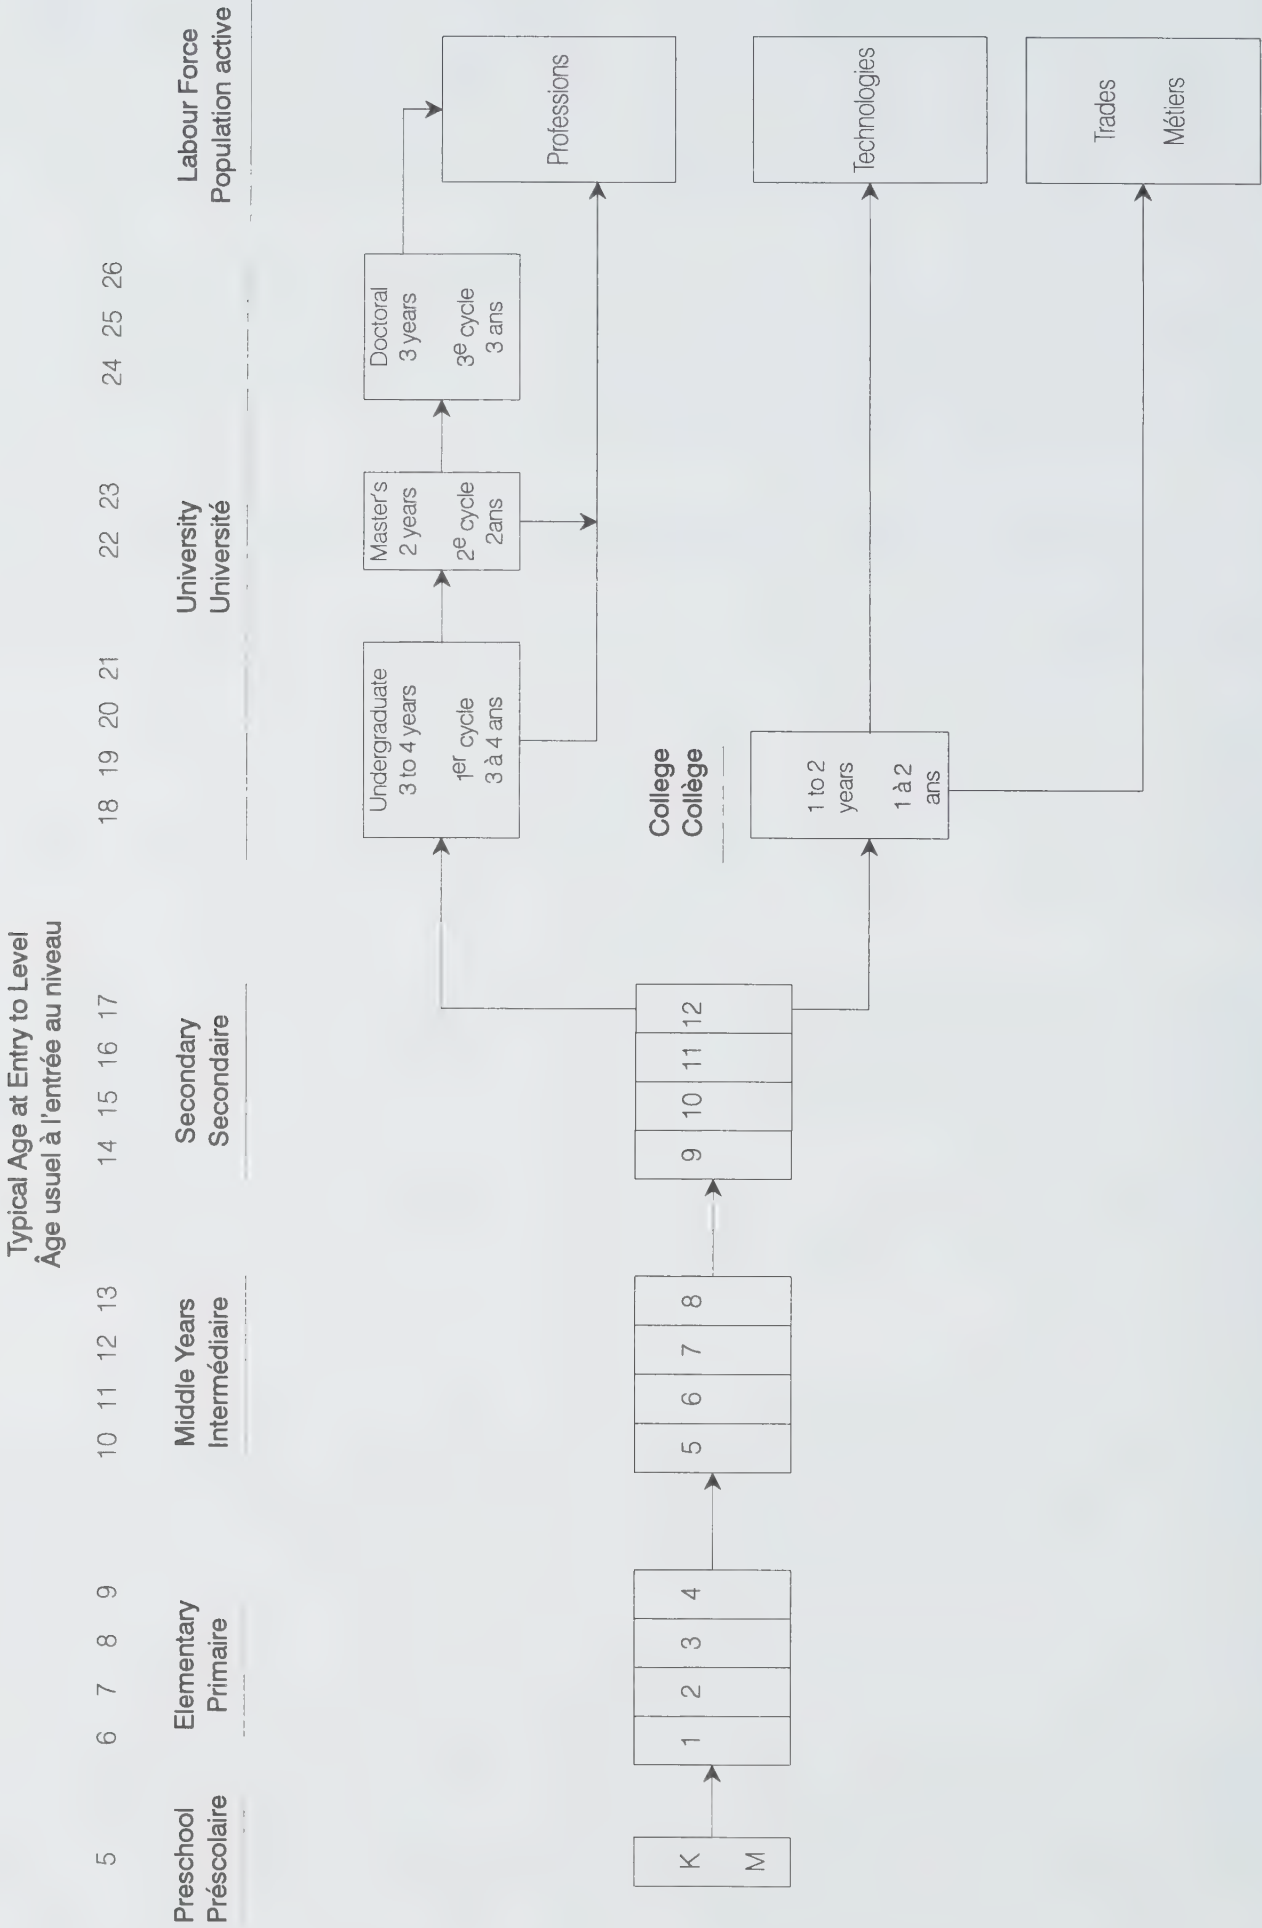 Typical Age at Entry to Level
Âge usuel à l'entrée au niveau
5 6 7 8 9 10 11 12 13 14 15 16 17 18 19 20 21 22 23 24 25 26
Preschool
Préscolaire
Elementary
Primaire
Middle Years
Intermédiaire
Secondary
Secondaire
University
Université
Labour Force
Population active
Undergraduate
3 to 4 years
1er cycle
3 à 4 ans
Master's
2 years
2e cycle
2ans
Doctoral
3 years
3e cycle
3 ans
Professions
K
M
1 2 3 4
5 6 7 8
9 10 11 12
College
Collège
1 to 2
years
1 à 2
ans
Technologies
Trades
Métiers